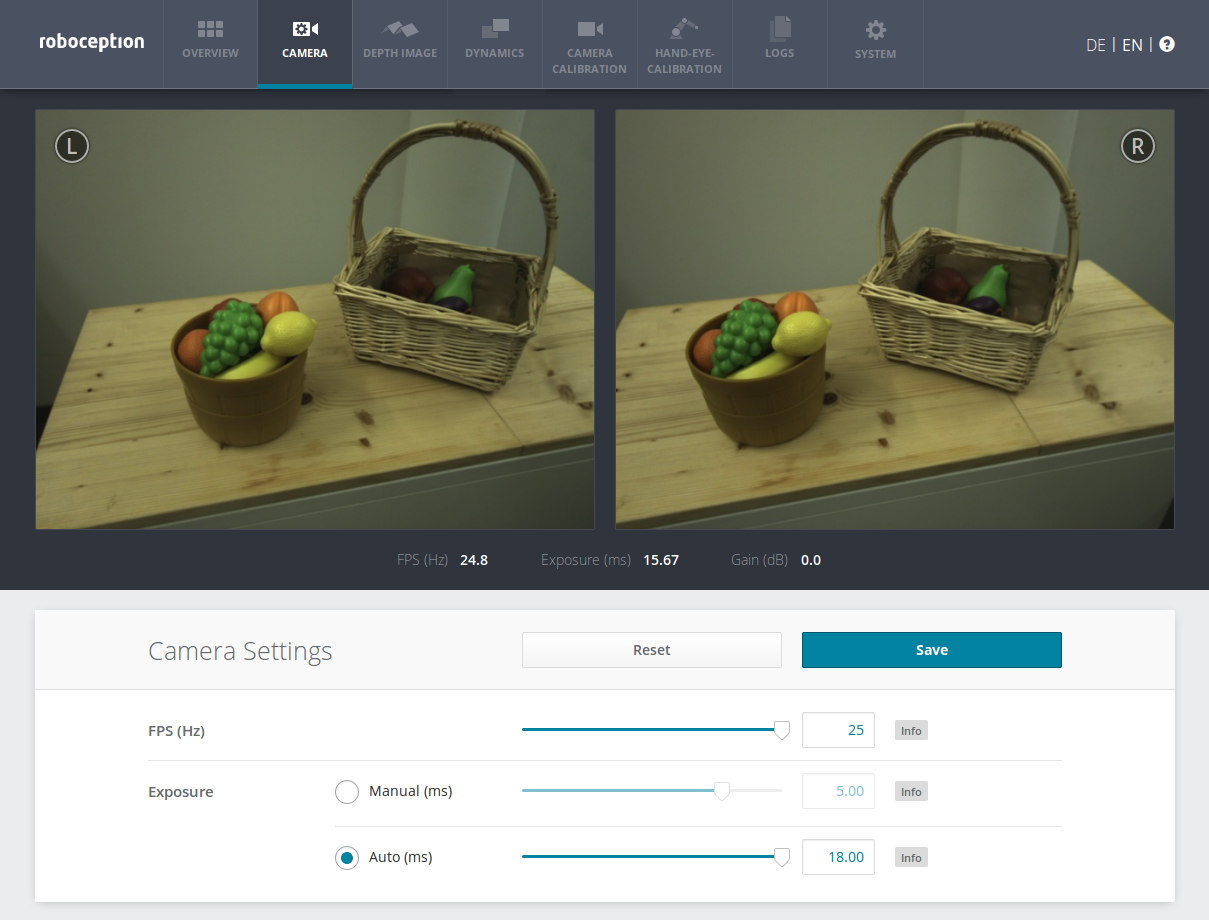 roboception
OVERVIEW
CAMERA
DEPTH IMAGE
DYNAMICS
CAMERA
CALIBRATION
HAND-EYE-
CALIBRATION
LOGS
SYSTEM
DE | EN | ?
L
R
FPS (Hz) 24.8 Exposure (ms) 15.67 Gain (dB) 0.0
Camera Settings
Reset
Save
FPS (Hz) 25 Info
Exposure Manual (ms) 5.00 Info
Auto (ms) 18.00 Info